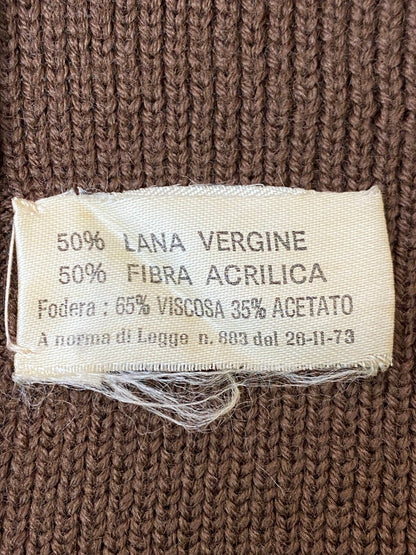 50% LANA VERGINE
50% FIBRA ACRILICA
Fodera : 65% VISCOSA 35% ACETATO
A norma di Legge n. 883 del 26-11-73